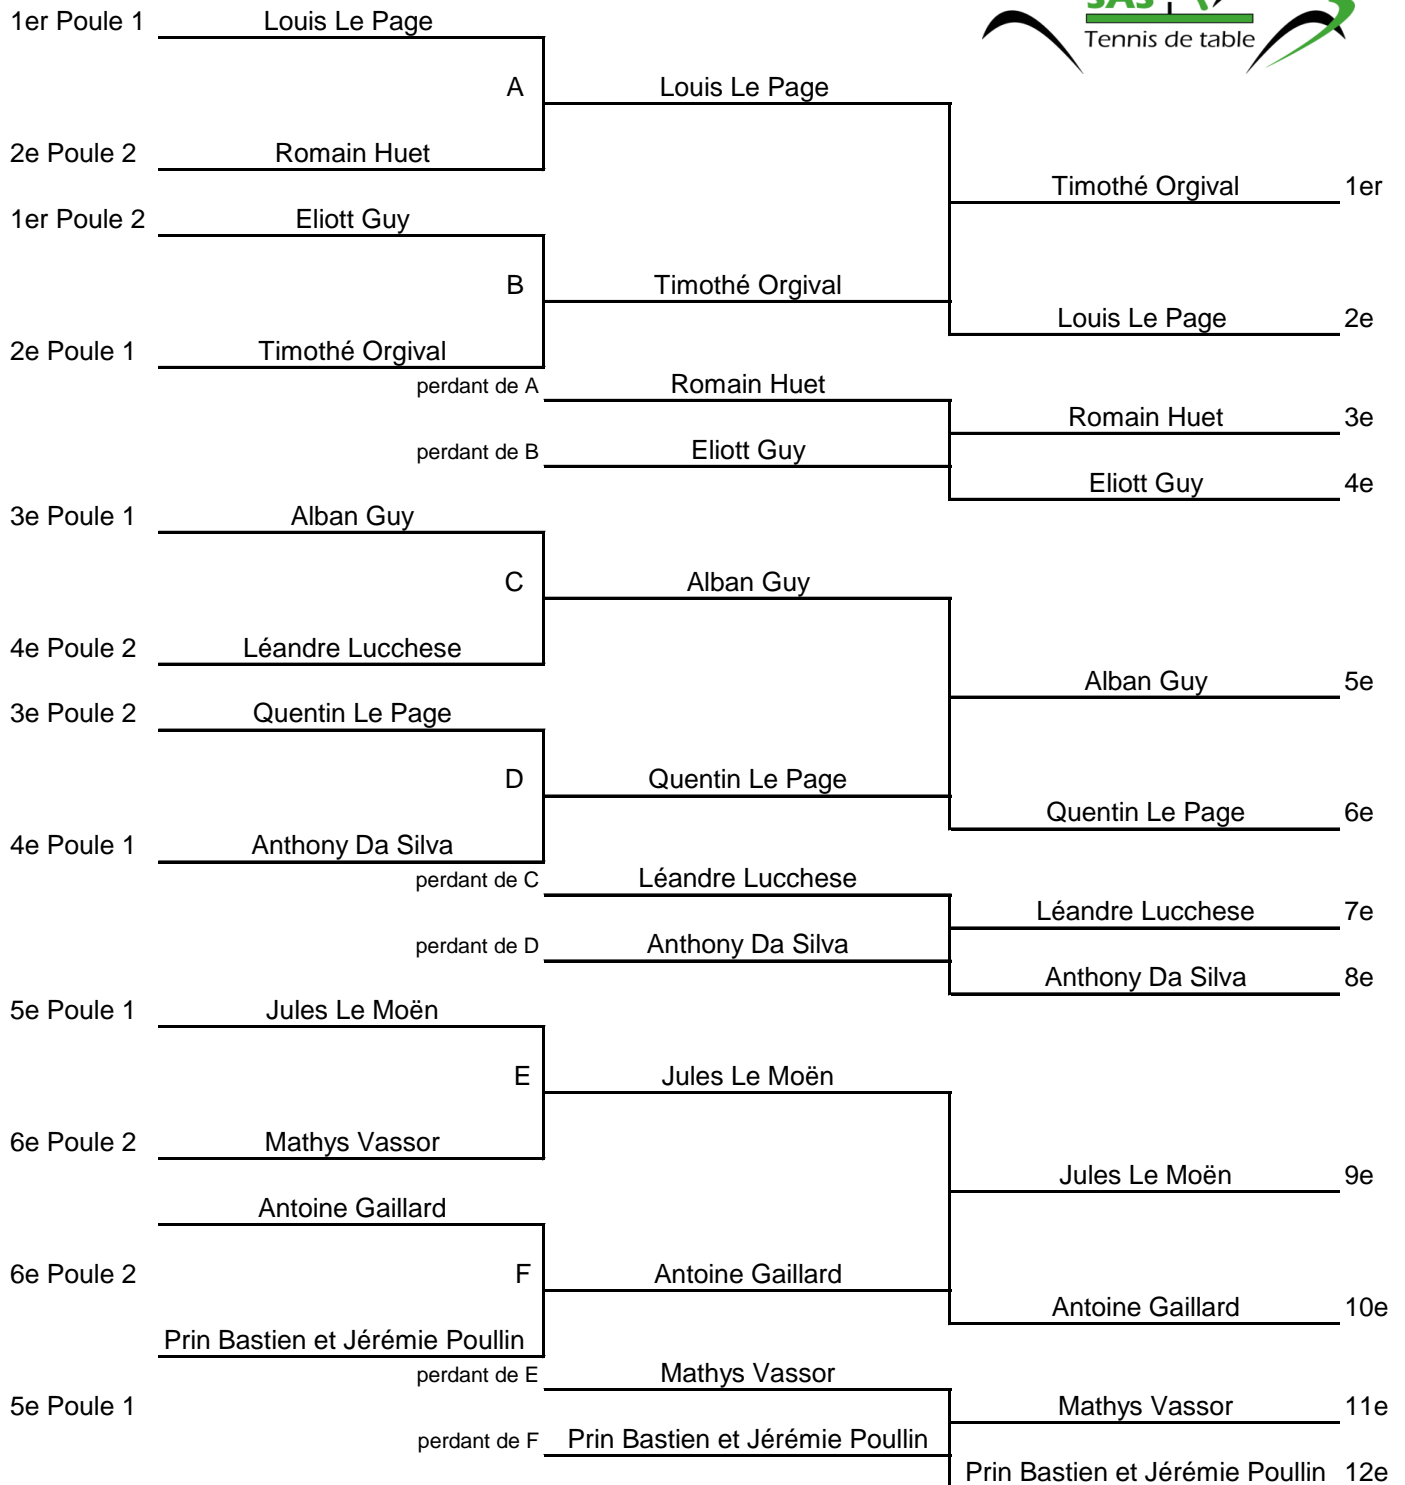 SAS
Tennis de table
1er Poule 1 Louis Le Page
A Louis Le Page
2e Poule 2 Romain Huet
Timothé Orgival 1er
1er Poule 2 Eliott Guy
B Timothé Orgival
Louis Le Page 2e
2e Poule 1 Timothé Orgival
perdant de A Romain Huet
Romain Huet 3e
perdant de B Eliott Guy
Eliott Guy 4e
3e Poule 1 Alban Guy
C Alban Guy
4e Poule 2 Léandre Lucchese
Alban Guy 5e
3e Poule 2 Quentin Le Page
D Quentin Le Page
Quentin Le Page 6e
4e Poule 1 Anthony Da Silva
perdant de C Léandre Lucchese
Léandre Lucchese 7e
perdant de D Anthony Da Silva
Anthony Da Silva 8e
5e Poule 1 Jules Le Moën
E Jules Le Moën
6e Poule 2 Mathys Vassor
Jules Le Moën 9e
Antoine Gaillard
6e Poule 2 F Antoine Gaillard
Antoine Gaillard 10e
Prin Bastien et Jérémie Poullin
perdant de E Mathys Vassor
5e Poule 1 Mathys Vassor 11e
perdant de F Prin Bastien et Jérémie Poullin
Prin Bastien et Jérémie Poullin 12e